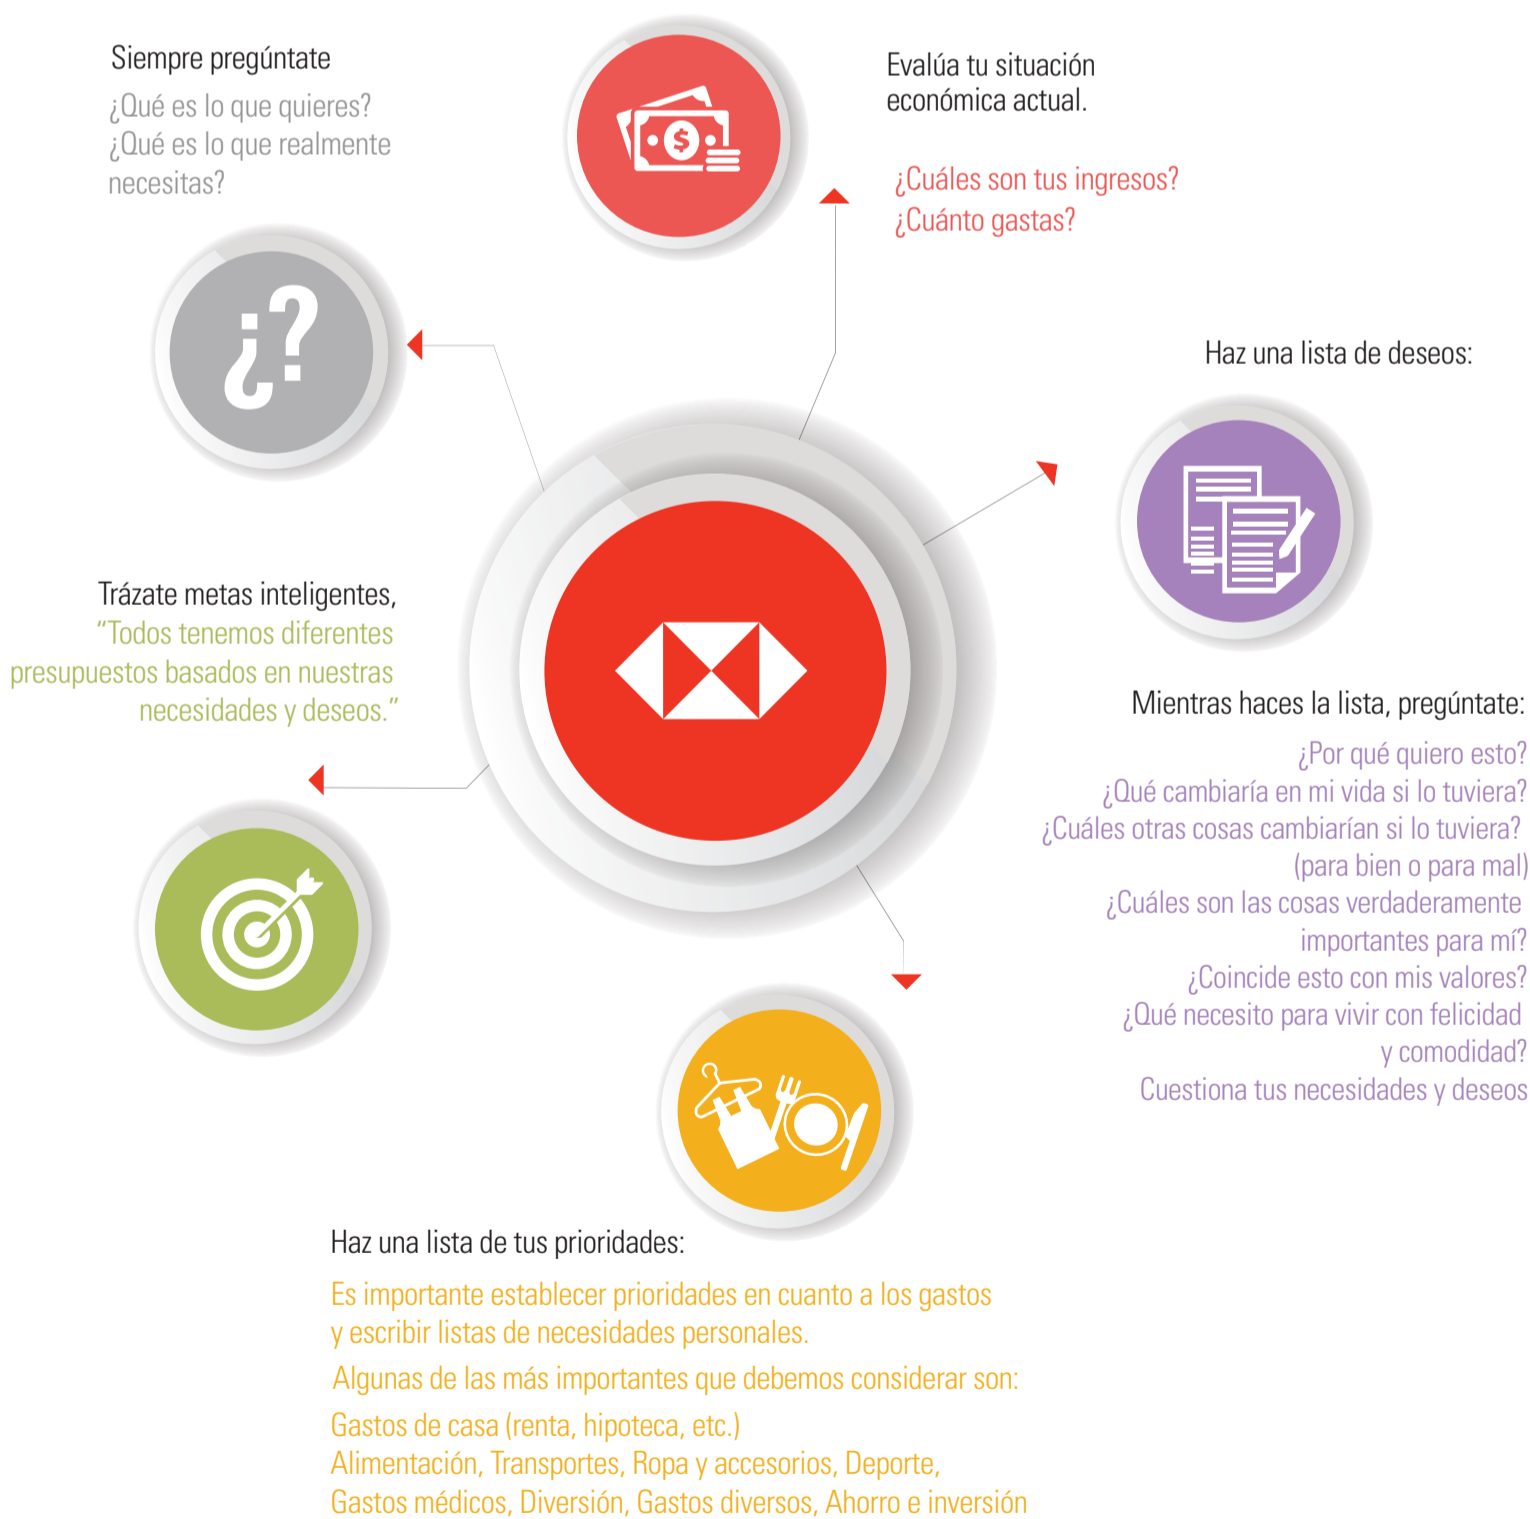 Siempre pregúntate
¿Qué es lo que quieres?
¿Qué es lo que realmente
necesitas?
¿?
$
Evalúa tu situación
económica actual.
¿Cuáles son tus ingresos?
¿Cuánto gastas?
Haz una lista de deseos:
Mientras haces la lista, pregúntate:
¿Por qué quiero esto?
¿Qué cambiaría en mi vida si lo tuviera?
¿Cuáles otras cosas cambiarían si lo tuviera?
(para bien o para mal)
¿Cuáles son las cosas verdaderamente
importantes para mí?
¿Coincide esto con mis valores?
¿Qué necesito para vivir con felicidad
y comodidad?
Cuestiona tus necesidades y deseos
Trázate metas inteligentes,
“Todos tenemos diferentes
presupuestos basados en nuestras
necesidades y deseos.”
Haz una lista de tus prioridades:
Es importante establecer prioridades en cuanto a los gastos
y escribir listas de necesidades personales.
Algunas de las más importantes que debemos considerar son:
Gastos de casa (renta, hipoteca, etc.)
Alimentación, Transportes, Ropa y accesorios, Deporte,
Gastos médicos, Diversión, Gastos diversos, Ahorro e inversión